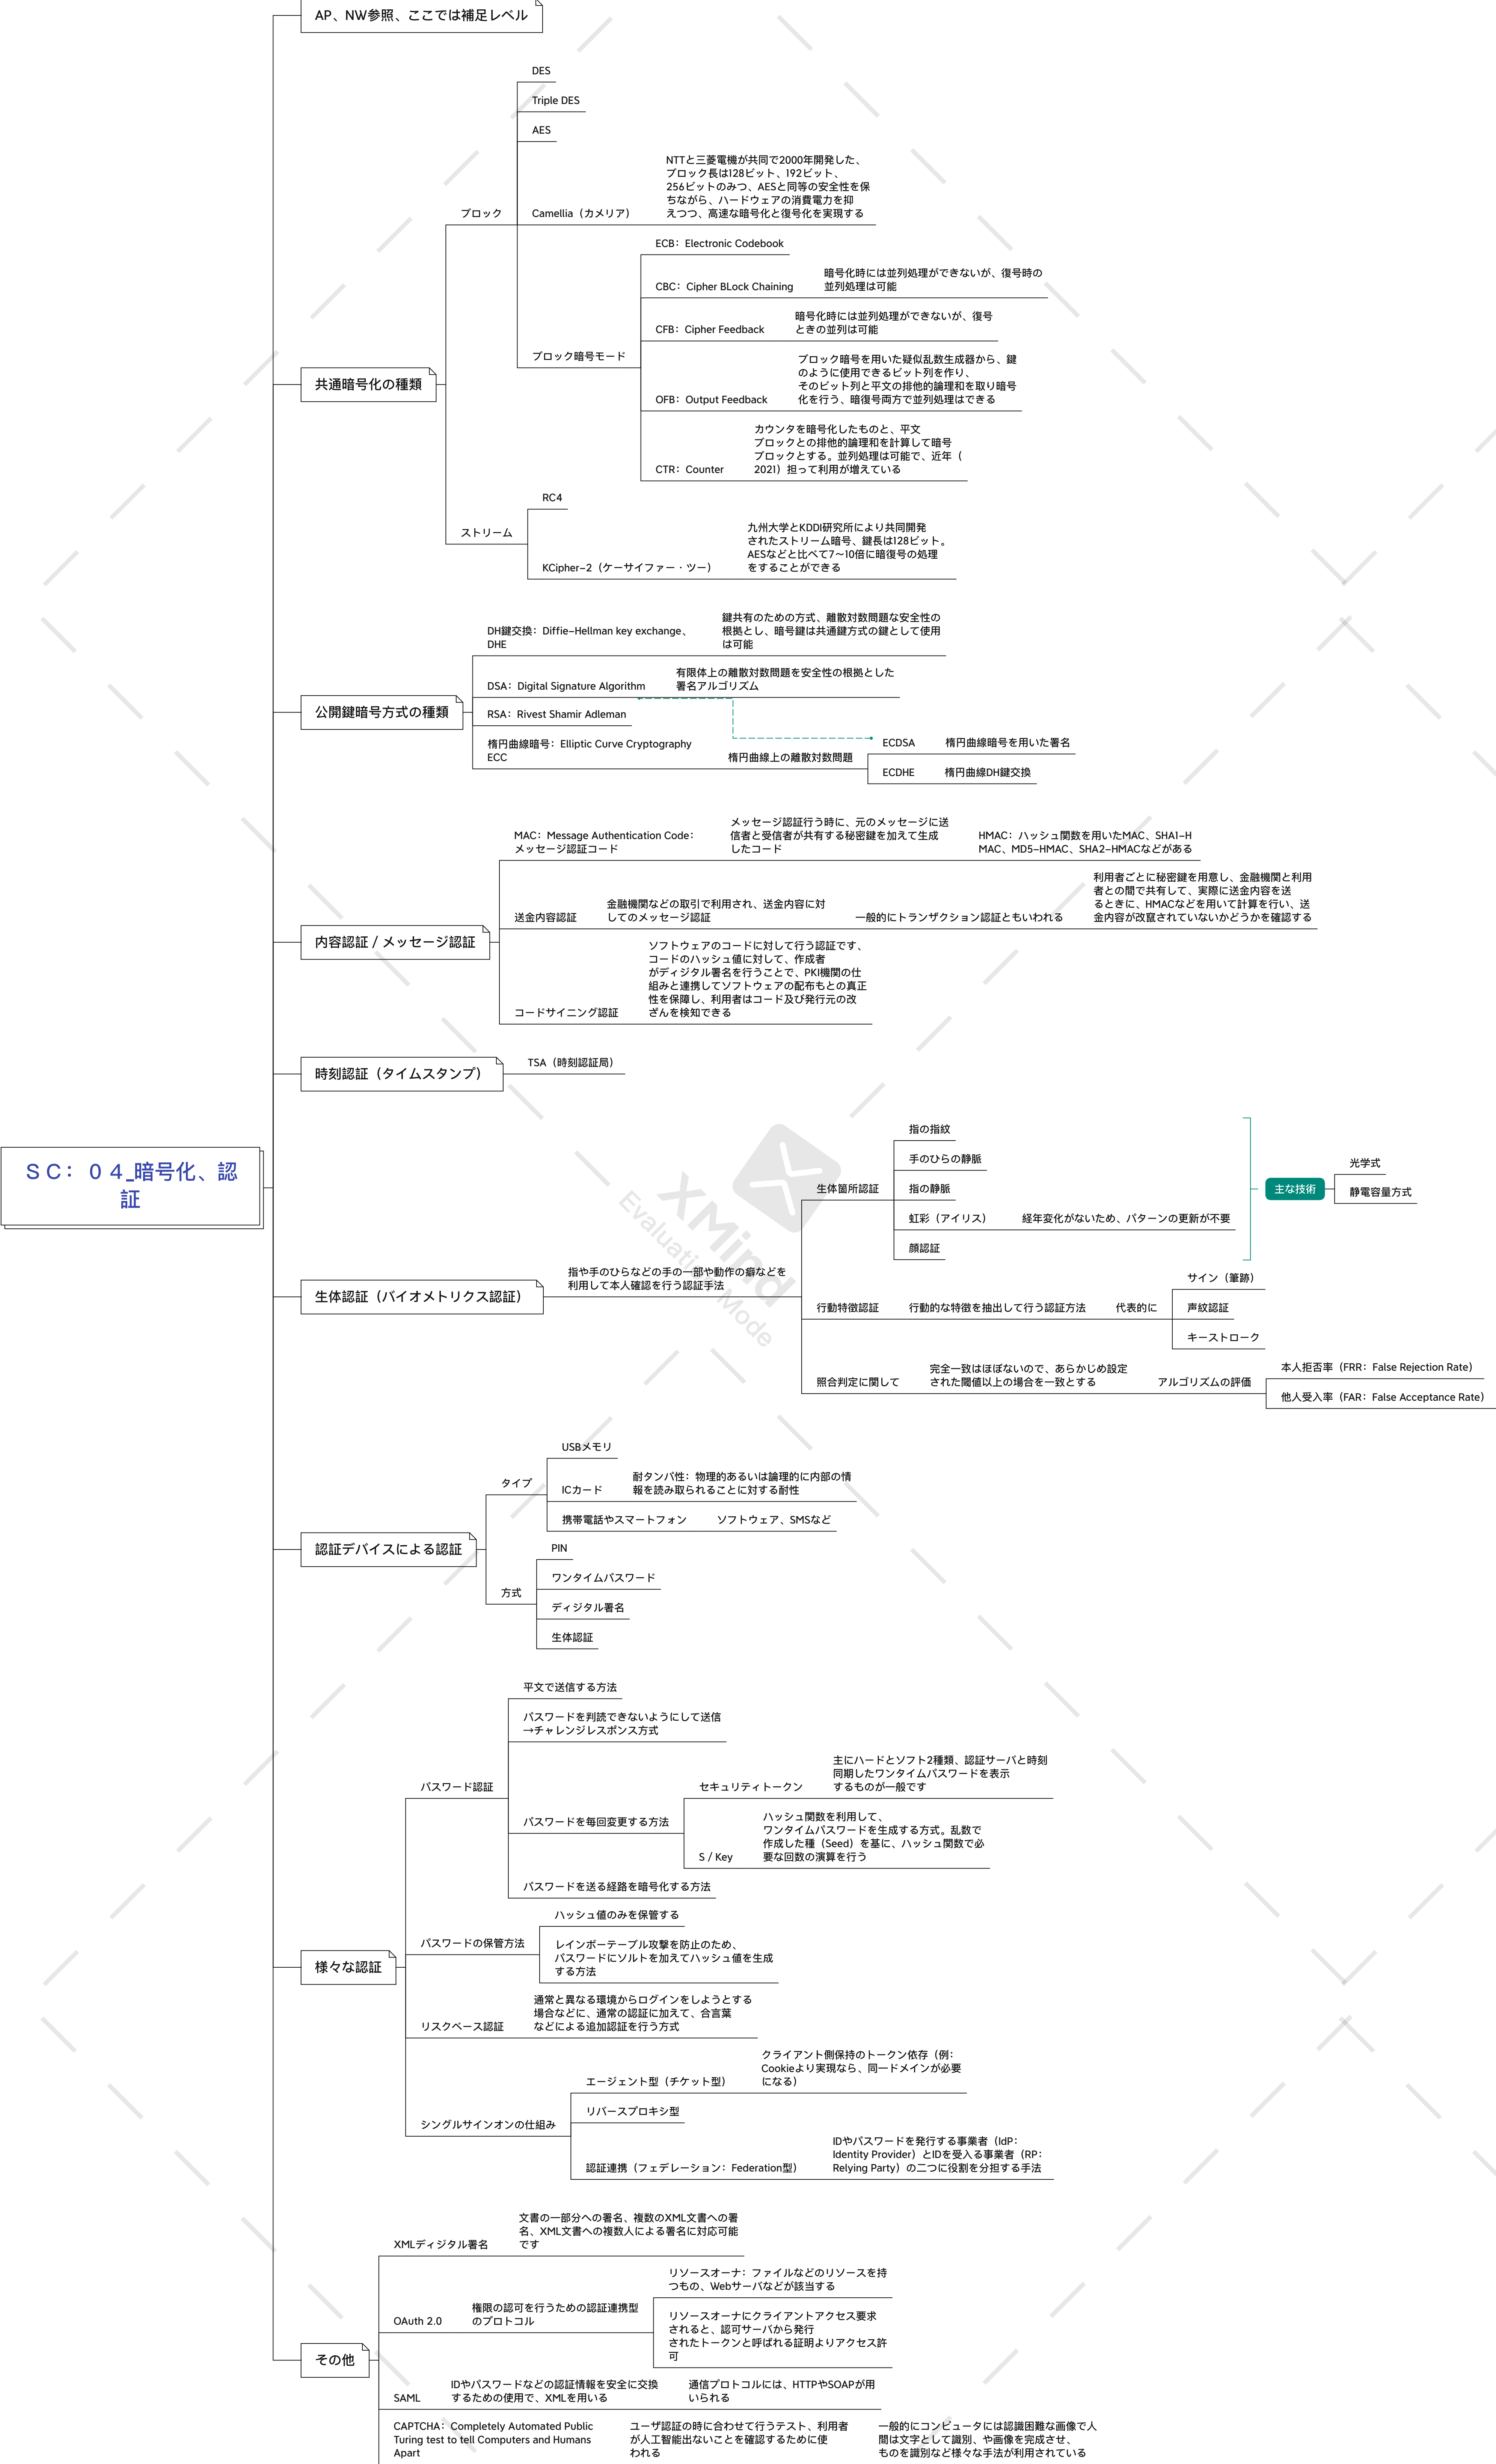 AP、NW参照、ここでは補足レベル
DES
Triple DES
AES
NTTと三菱電機が共同で2000年開発した、
ブロック長は128ビット、192ビット、
256ビットのみつ、AESと同等の安全性を保
ちながら、ハードウェアの消費電力を抑
えつつ、高速な暗号化と復号化を実現する
ブロック
Camellia（カメリア）
ECB：Electronic Codebook
暗号化時には並列処理ができないが、復号時の
並列処理は可能
CBC：Cipher BLock Chaining
暗号化時には並列処理ができないが、復号
ときの並列は可能
CFB：Cipher Feedback
ブロック暗号モード
ブロック暗号を用いた疑似乱数生成器から、鍵
のように使用できるビット列を作り、
そのビット列と平文の排他的論理和を取り暗号
化を行う、暗復号両方で並列処理はできる
OFB：Output Feedback
共通暗号化の種類
カウンタを暗号化したものと、平文
ブロックとの排他的論理和を計算して暗号
ブロックとする。並列処理は可能で、近年（
2021）担って利用が増えている
CTR：Counter
RC4
ストリーム
九州大学とKDDI研究所により共同開発
されたストリーム暗号、鍵長は128ビット。
AESなどと比べて7〜10倍に暗復号の処理
をすることができる
KCipher-2（ケーサイファー・ツー）
DH鍵交換：Diffie-Hellman key exchange、
DHE
鍵共有のための方式、離散対数問題な安全性の
根拠とし、暗号鍵は共通鍵方式の鍵として使用
は可能
DSA：Digital Signature Algorithm
有限体上の離散対数問題を安全性の根拠とした
署名アルゴリズム
公開鍵暗号方式の種類
RSA：Rivest Shamir Adleman
楕円曲線暗号：Elliptic Curve Cryptography
ECC
楕円曲線上の離散対数問題
ECDSA
楕円曲線暗号を用いた署名
ECDHE
楕円曲線DH鍵交換
MAC：Message Authentication Code：
メッセージ認証コード
メッセージ認証行う時に、元のメッセージに送
信者と受信者が共有する秘密鍵を加えて生成
したコード
HMAC：ハッシュ関数を用いたMAC、SHA1-H
MAC、MD5-HMAC、SHA2-HMACなどがある
送金内容認証
金融機関などの取引で利用され、送金内容に対
してのメッセージ認証
一般的にトランザクション認証ともいわれる
利用者ごとに秘密鍵を用意し、金融機関と利用
者との間で共有して、実際に送金内容を送
るときに、HMACなどを用いて計算を行い、送
金内容が改竄されていないかどうかを確認する
内容認証 / メッセージ認証
ソフトウェアのコードに対して行う認証です、
コードのハッシュ値に対して、作成者
がディジタル署名を行うことで、PKI機関の仕
組みと連携してソフトウェアの配布もとの真正
性を保障し、利用者はコード及び発行元の改
ざんを検知できる
コードサイニング認証
時刻認証（タイムスタンプ）
TSA（時刻認証局）
ＳＣ：０４_暗号化、認
証
指の指紋
手のひらの静脈
生体箇所認証
指の静脈
虹彩（アイリス）
経年変化がないため、パターンの更新が不要
顔認証
主な技術
光学式
静電容量方式
生体認証（バイオメトリクス認証）
指や手のひらなどの手の一部や動作の癖などを
利用して本人確認を行う認証手法
行動特徴認証
行動的な特徴を抽出して行う認証方法
代表的に
サイン（筆跡）
声紋認証
キーストローク
照合判定に関して
完全一致はほぼないので、あらかじめ設定
された閾値以上の場合を一致とする
アルゴリズムの評価
本人拒否率（FRR：False Rejection Rate）
他人受入率（FAR：False Acceptance Rate）
XMind
Evaluation Mode
USBメモリ
タイプ
ICカード
耐タンパ性：物理的あるいは論理的に内部の情
報を読み取られることに対する耐性
携帯電話やスマートフォン
ソフトウェア、SMSなど
認証デバイスによる認証
PIN
ワンタイムパスワード
方式
ディジタル署名
生体認証
平文で送信する方法
パスワードを判読できないようにして送信
→チャレンジレスポンス方式
パスワード認証
セキュリティトークン
主にハードとソフト2種類、認証サーバと時刻
同期したワンタイムパスワードを表示
するものが一般です
パスワードを毎回変更する方法
S / Key
ハッシュ関数を利用して、
ワンタイムパスワードを生成する方式。乱数で
作成した種（Seed）を基に、ハッシュ関数で必
要な回数の演算を行う
パスワードを送る経路を暗号化する方法
ハッシュ値のみを保管する
パスワードの保管方法
レインボーテーブル攻撃を防止のため、
パスワードにソルトを加えてハッシュ値を生成
する方法
様々な認証
リスクベース認証
通常と異なる環境からログインをしようとする
場合などに、通常の認証に加えて、合言葉
などによる追加認証を行う方式
エージェント型（チケット型）
クライアント側保持のトークン依存（例：
Cookieより実現なら、同一ドメインが必要
になる）
シングルサインオンの仕組み
リバースプロキシ型
認証連携（フェデレーション：Federation型）
IDやパスワードを発行する事業者（IdP：
Identity Provider）とIDを受入る事業者（RP：
Relying Party）の二つに役割を分担する手法
XMLディジタル署名
文書の一部分への署名、複数のXML文書への署
名、XML文書への複数人による署名に対応可能
です
OAuth 2.0
権限の認可を行うための認証連携型
のプロトコル
リソースオーナ：ファイルなどのリソースを持
つもの、Webサーバなどが該当する
リソースオーナにクライアントアクセス要求
されると、認可サーバから発行
されたトークンと呼ばれる証明よりアクセス許
可
その他
SAML
IDやパスワードなどの認証情報を安全に交換
するための使用で、XMLを用いる
通信プロトコルには、HTTPやSOAPが用
いられる
CAPTCHA：Completely Automated Public
Turing test to tell Computers and Humans
Apart
ユーザ認証の時に合わせて行うテスト、利用者
が人工智能出ないことを確認するために使
われる
一般的にコンピュータには認識困難な画像で人
間は文字として識別、や画像を完成させ、
ものを識別など様々な手法が利用されている